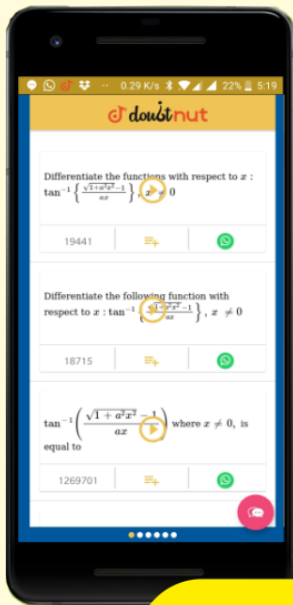 0.29 K/s 22% 5:19
doubtnut
Differentiate the functions with respect to x :
tan⁻¹ { (√(1+a²x²)−1)/(ax) }, x ≠ 0
19441
Differentiate the following function with
respect to x : tan⁻¹ { (√(1+a²x²)−1)/(ax) }, x ≠ 0
18715
tan⁻¹ ( (√(1 + a²x²) − 1)/(ax) ) where x ≠ 0, is
equal to
1269701